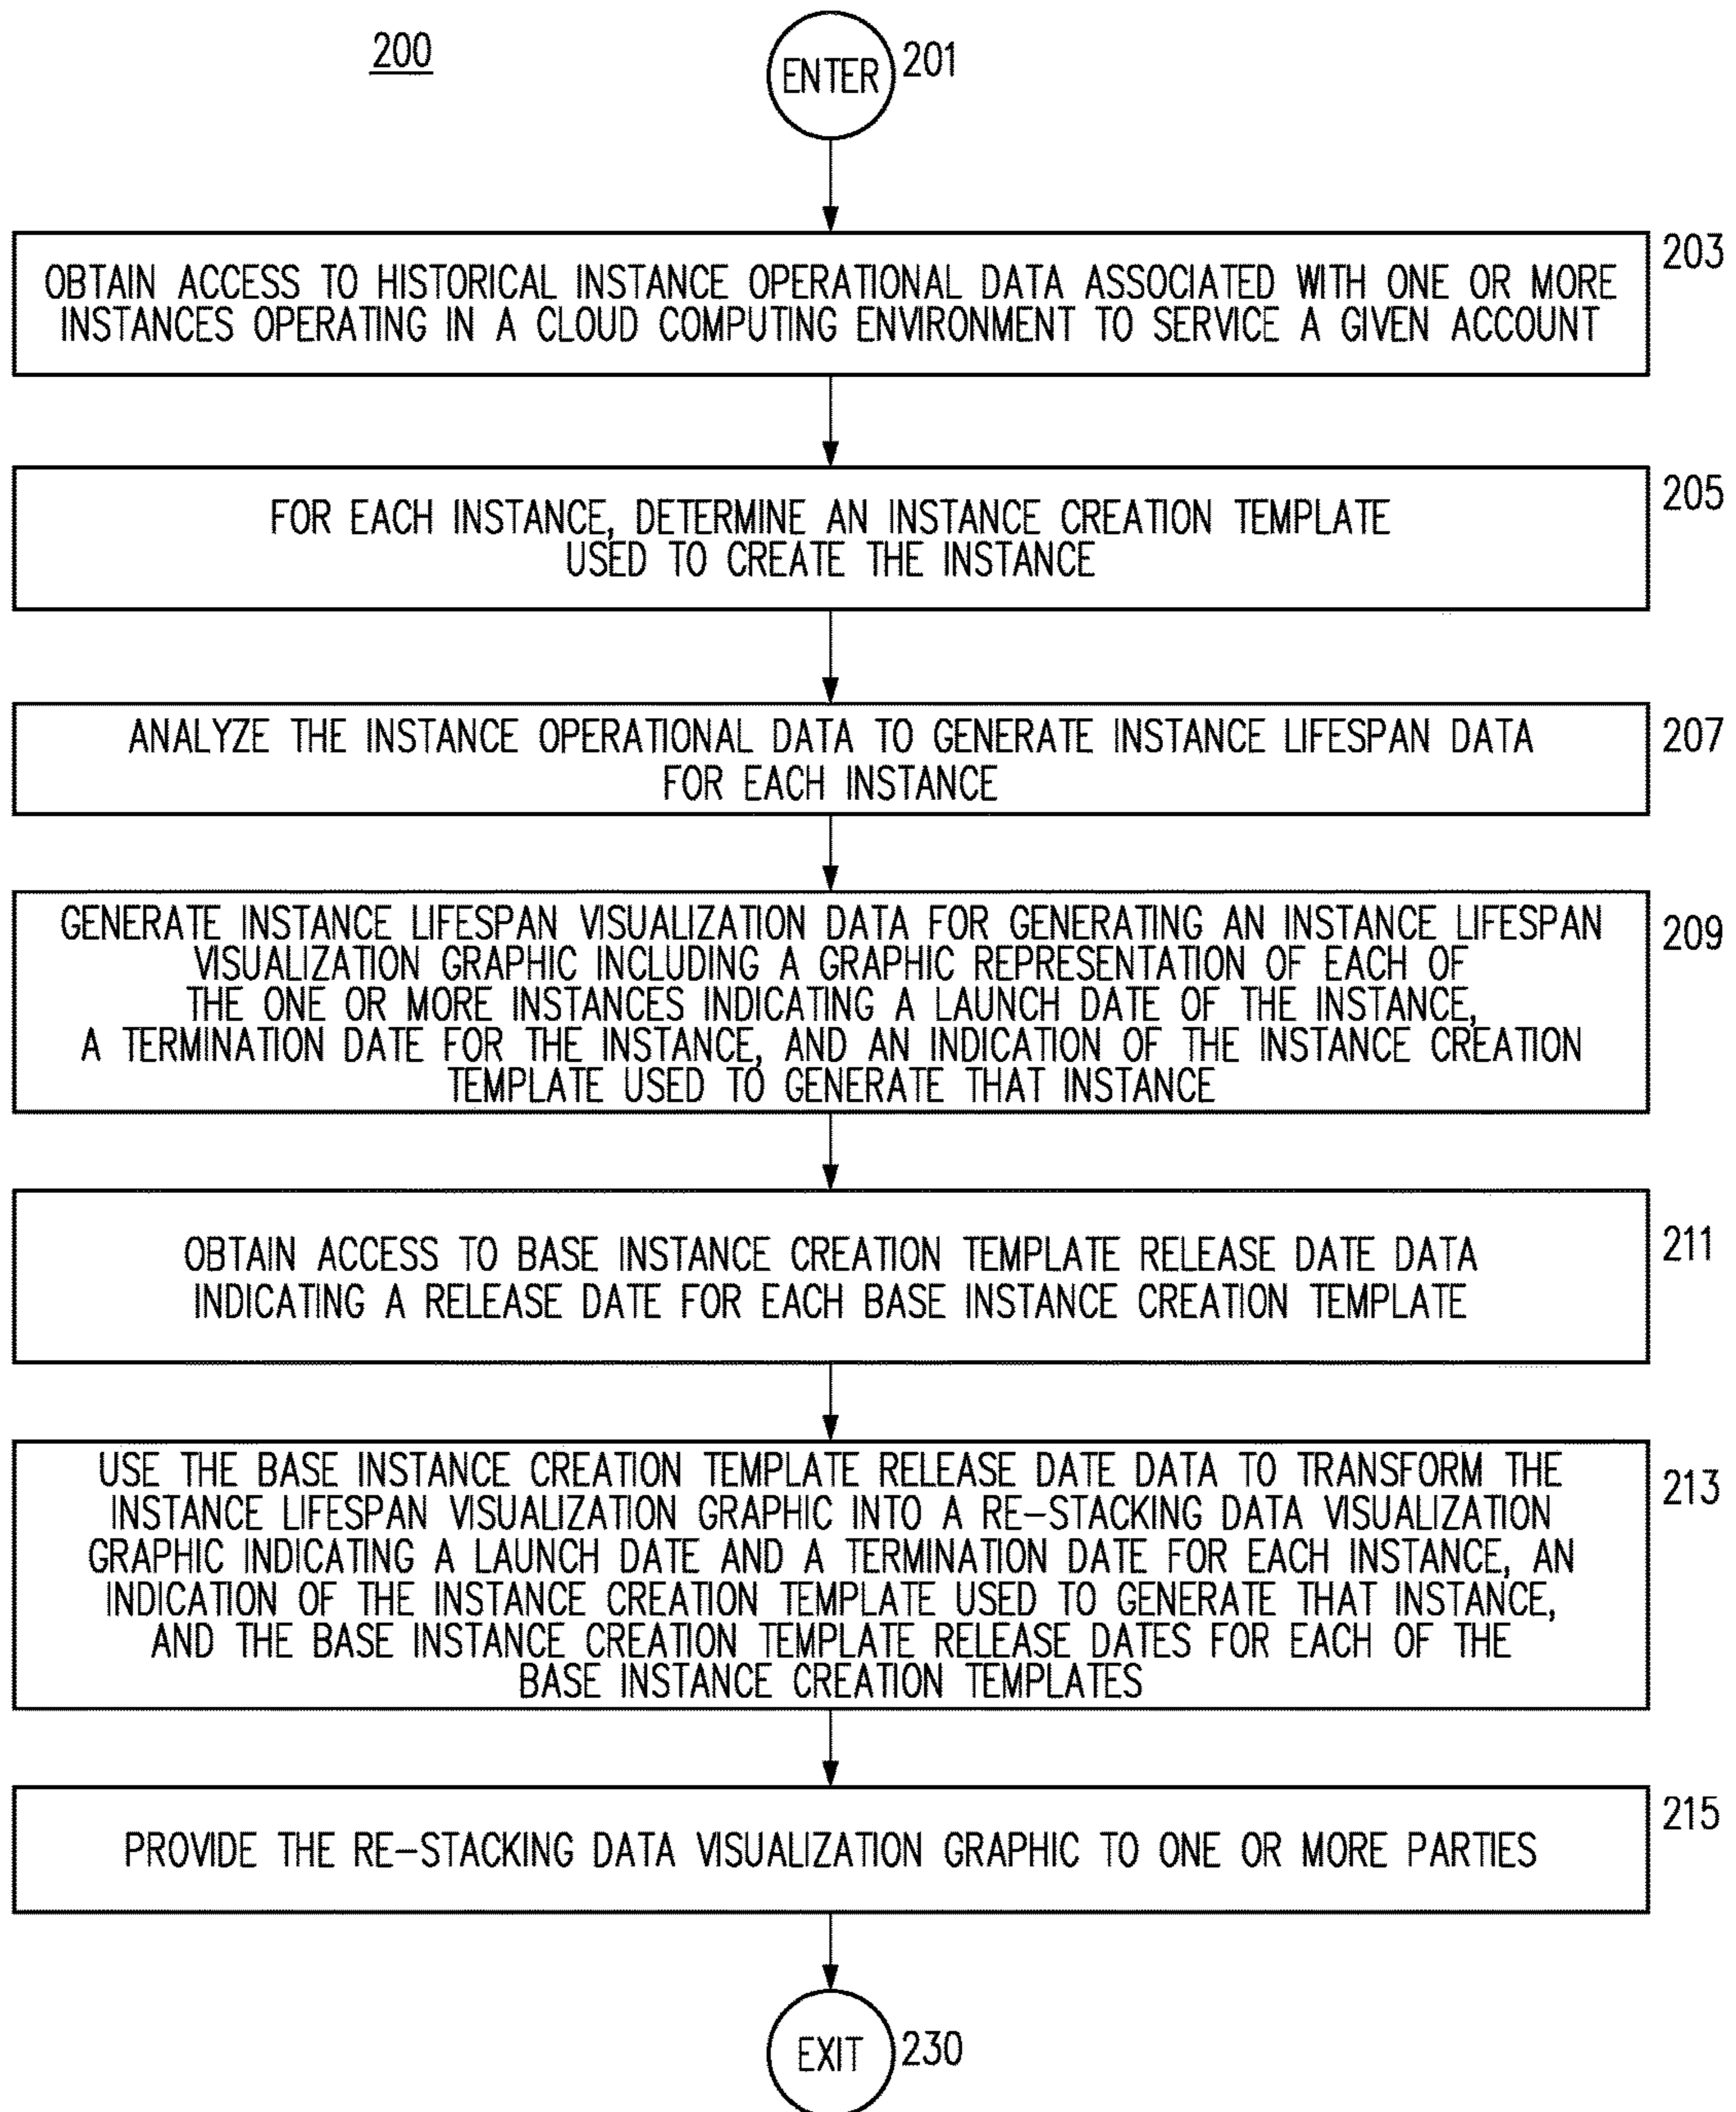 200
ENTER 201
203
OBTAIN ACCESS TO HISTORICAL INSTANCE OPERATIONAL DATA ASSOCIATED WITH ONE OR MORE
INSTANCES OPERATING IN A CLOUD COMPUTING ENVIRONMENT TO SERVICE A GIVEN ACCOUNT
205
FOR EACH INSTANCE, DETERMINE AN INSTANCE CREATION TEMPLATE
USED TO CREATE THE INSTANCE
207
ANALYZE THE INSTANCE OPERATIONAL DATA TO GENERATE INSTANCE LIFESPAN DATA
FOR EACH INSTANCE
209
GENERATE INSTANCE LIFESPAN VISUALIZATION DATA FOR GENERATING AN INSTANCE LIFESPAN
VISUALIZATION GRAPHIC INCLUDING A GRAPHIC REPRESENTATION OF EACH OF
THE ONE OR MORE INSTANCES INDICATING A LAUNCH DATE OF THE INSTANCE,
A TERMINATION DATE FOR THE INSTANCE, AND AN INDICATION OF THE INSTANCE CREATION
TEMPLATE USED TO GENERATE THAT INSTANCE
211
OBTAIN ACCESS TO BASE INSTANCE CREATION TEMPLATE RELEASE DATE DATA
INDICATING A RELEASE DATE FOR EACH BASE INSTANCE CREATION TEMPLATE
213
USE THE BASE INSTANCE CREATION TEMPLATE RELEASE DATE DATA TO TRANSFORM THE
INSTANCE LIFESPAN VISUALIZATION GRAPHIC INTO A RE-STACKING DATA VISUALIZATION
GRAPHIC INDICATING A LAUNCH DATE AND A TERMINATION DATE FOR EACH INSTANCE, AN
INDICATION OF THE INSTANCE CREATION TEMPLATE USED TO GENERATE THAT INSTANCE,
AND THE BASE INSTANCE CREATION TEMPLATE RELEASE DATES FOR EACH OF THE
BASE INSTANCE CREATION TEMPLATES
215
PROVIDE THE RE-STACKING DATA VISUALIZATION GRAPHIC TO ONE OR MORE PARTIES
EXIT 230